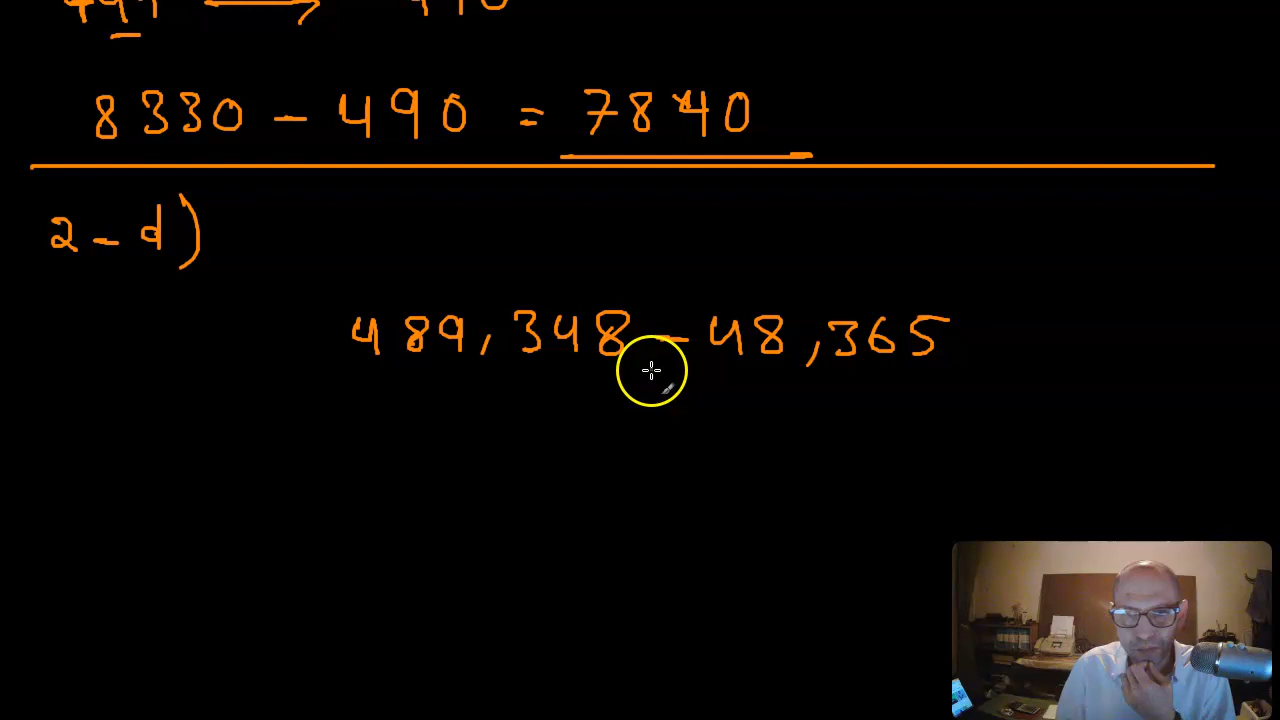 8330 - 490 = 7840
2 - d)
489,348 - 48,365